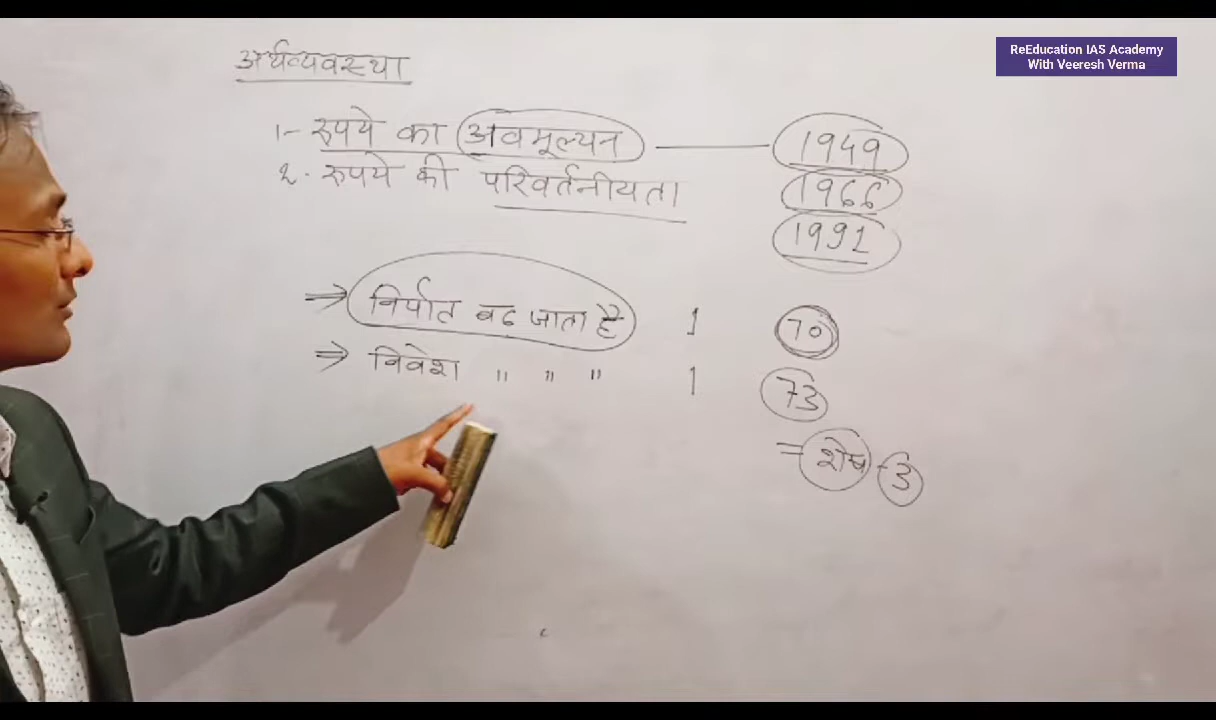 ReEducation IAS Academy
With Veeresh Verma
अर्थव्यवस्था
1- रुपये का अवमूल्यन — 1949
2. रुपये की परिवर्तनीयता 1966
1991
⇒ निर्यात बढ जाता है 1 70
⇒ निवेश " " " 1 73
= शेष 3